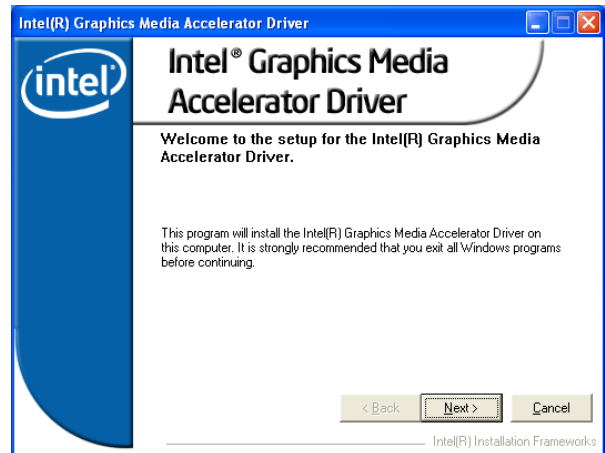 Intel(R) Graphics Media Accelerator Driver
intel
Intel® Graphics Media
Accelerator Driver
Welcome to the setup for the Intel(R) Graphics Media
Accelerator Driver.
This program will install the Intel(R) Graphics Media Accelerator Driver on
this computer. It is strongly recommended that you exit all Windows programs
before continuing.
< Back
Next >
Cancel
Intel(R) Installation Frameworks